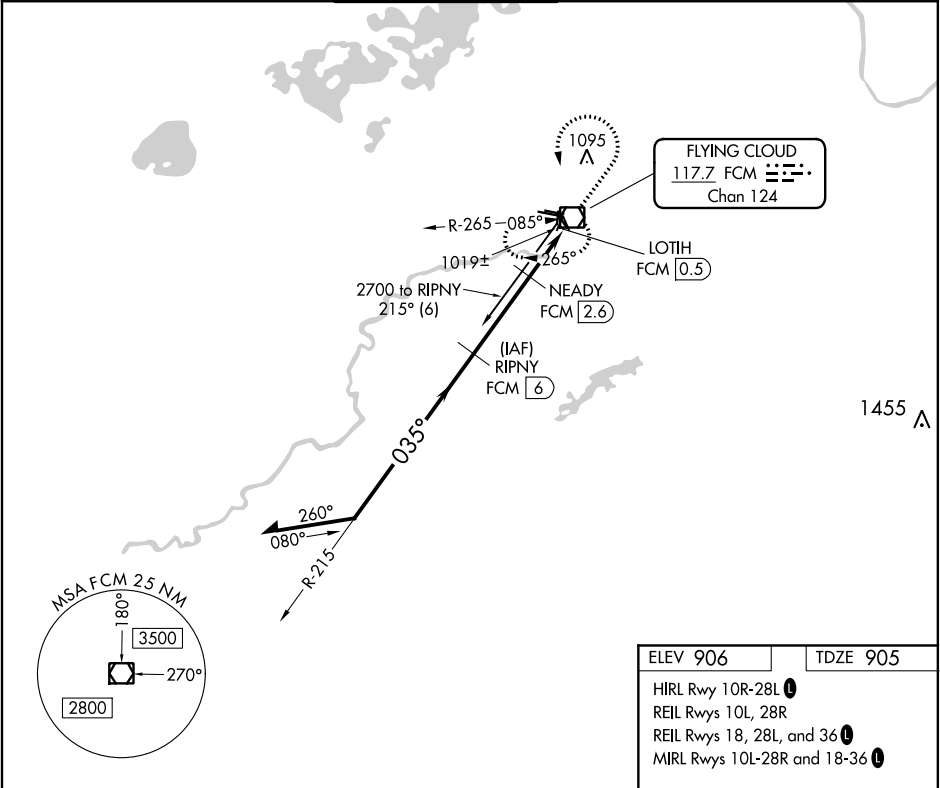 1095
FLYING CLOUD
117.7 FCM
Chan 124
R-265
085°
LOTIH
FCM 0.5
1019±
265°
2700 to RIPNY
215° (6)
NEADY
FCM 2.6
(IAF)
RIPNY
FCM 6
1455
035°
260°
080°
R-215
MSA FCM 25 NM
180°
3500
270°
2800
ELEV 906
TDZE 905
HIRL Rwy 10R-28L L
REIL Rwys 10L, 28R
REIL Rwys 18, 28L, and 36 L
MIRL Rwys 10L-28R and 18-36 L